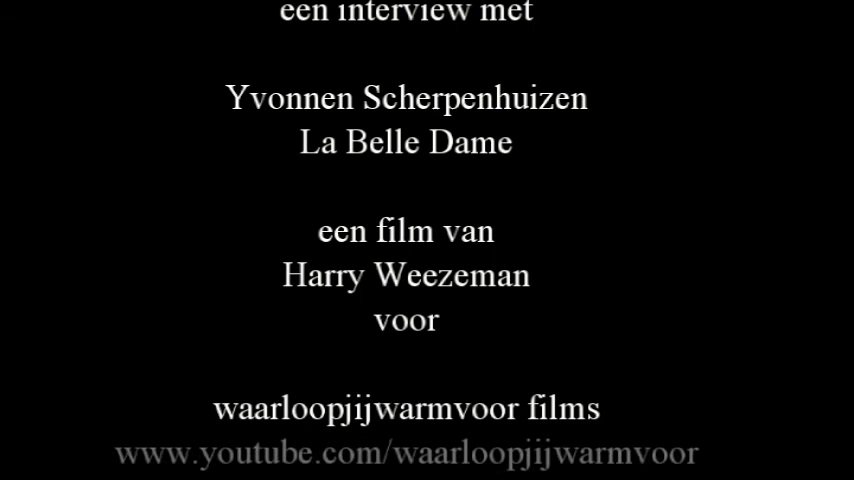 een interview met
Yvonnen Scherpenhuizen
La Belle Dame
een film van
Harry Weezeman
voor
waarloopjijwarmvoor films
www.youtube.com/waarloopjijwarmvoor